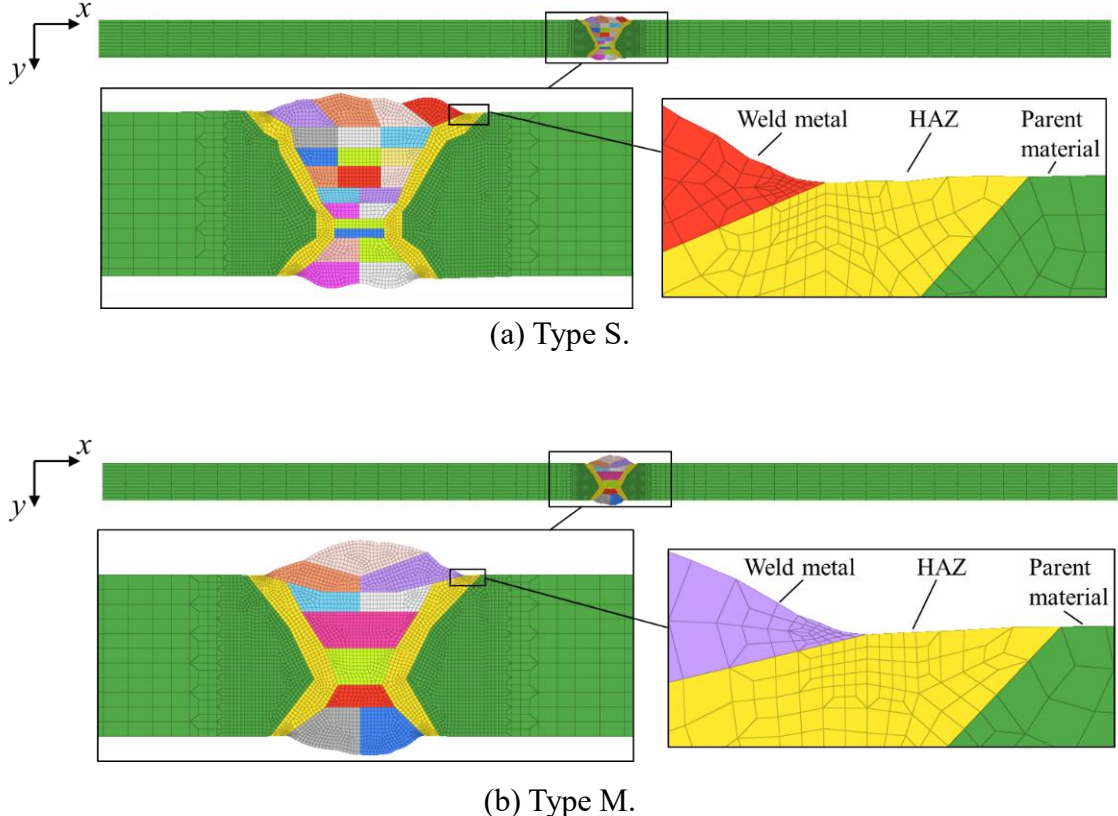 x
y
Weld metal
HAZ
Parent
material
(a) Type S.
x
y
Weld metal
HAZ
Parent
material
(b) Type M.